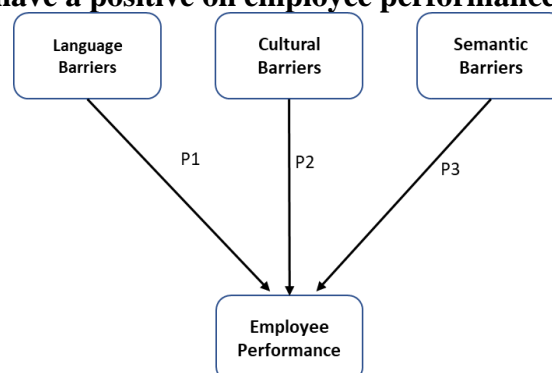 have a positive on employee performance
Language
Barriers
Cultural
Barriers
Semantic
Barriers
P1
P2
P3
Employee
Performance